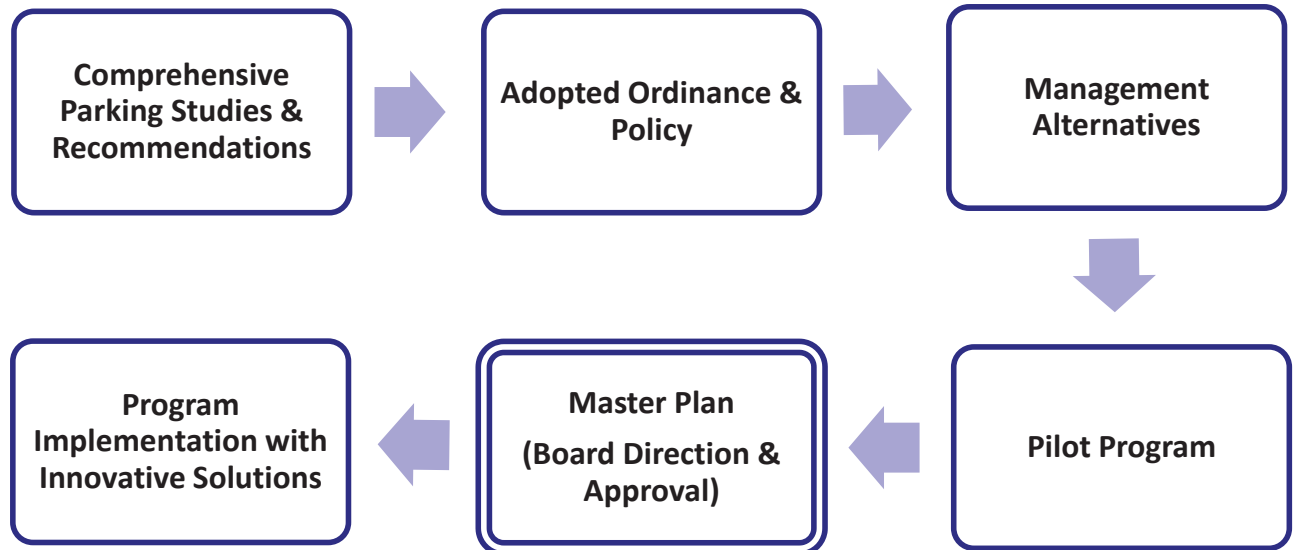 Comprehensive
Parking Studies &
Recommendations
Adopted Ordinance &
Policy
Management
Alternatives
Pilot Program
Master Plan
(Board Direction &
Approval)
Program
Implementation with
Innovative Solutions